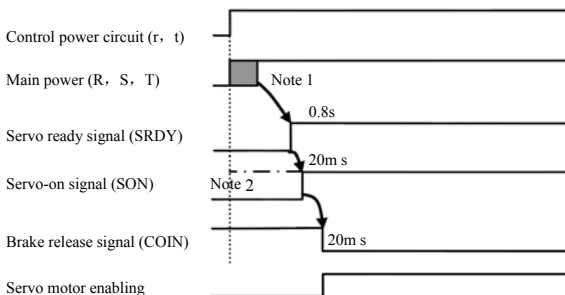 Control power circuit (r，t)
Main power (R，S，T)
Note 1
0.8s
Servo ready signal (SRDY)
20m s
Servo-on signal (SON)
Note 2
Brake release signal (COIN)
20m s
Servo motor enabling